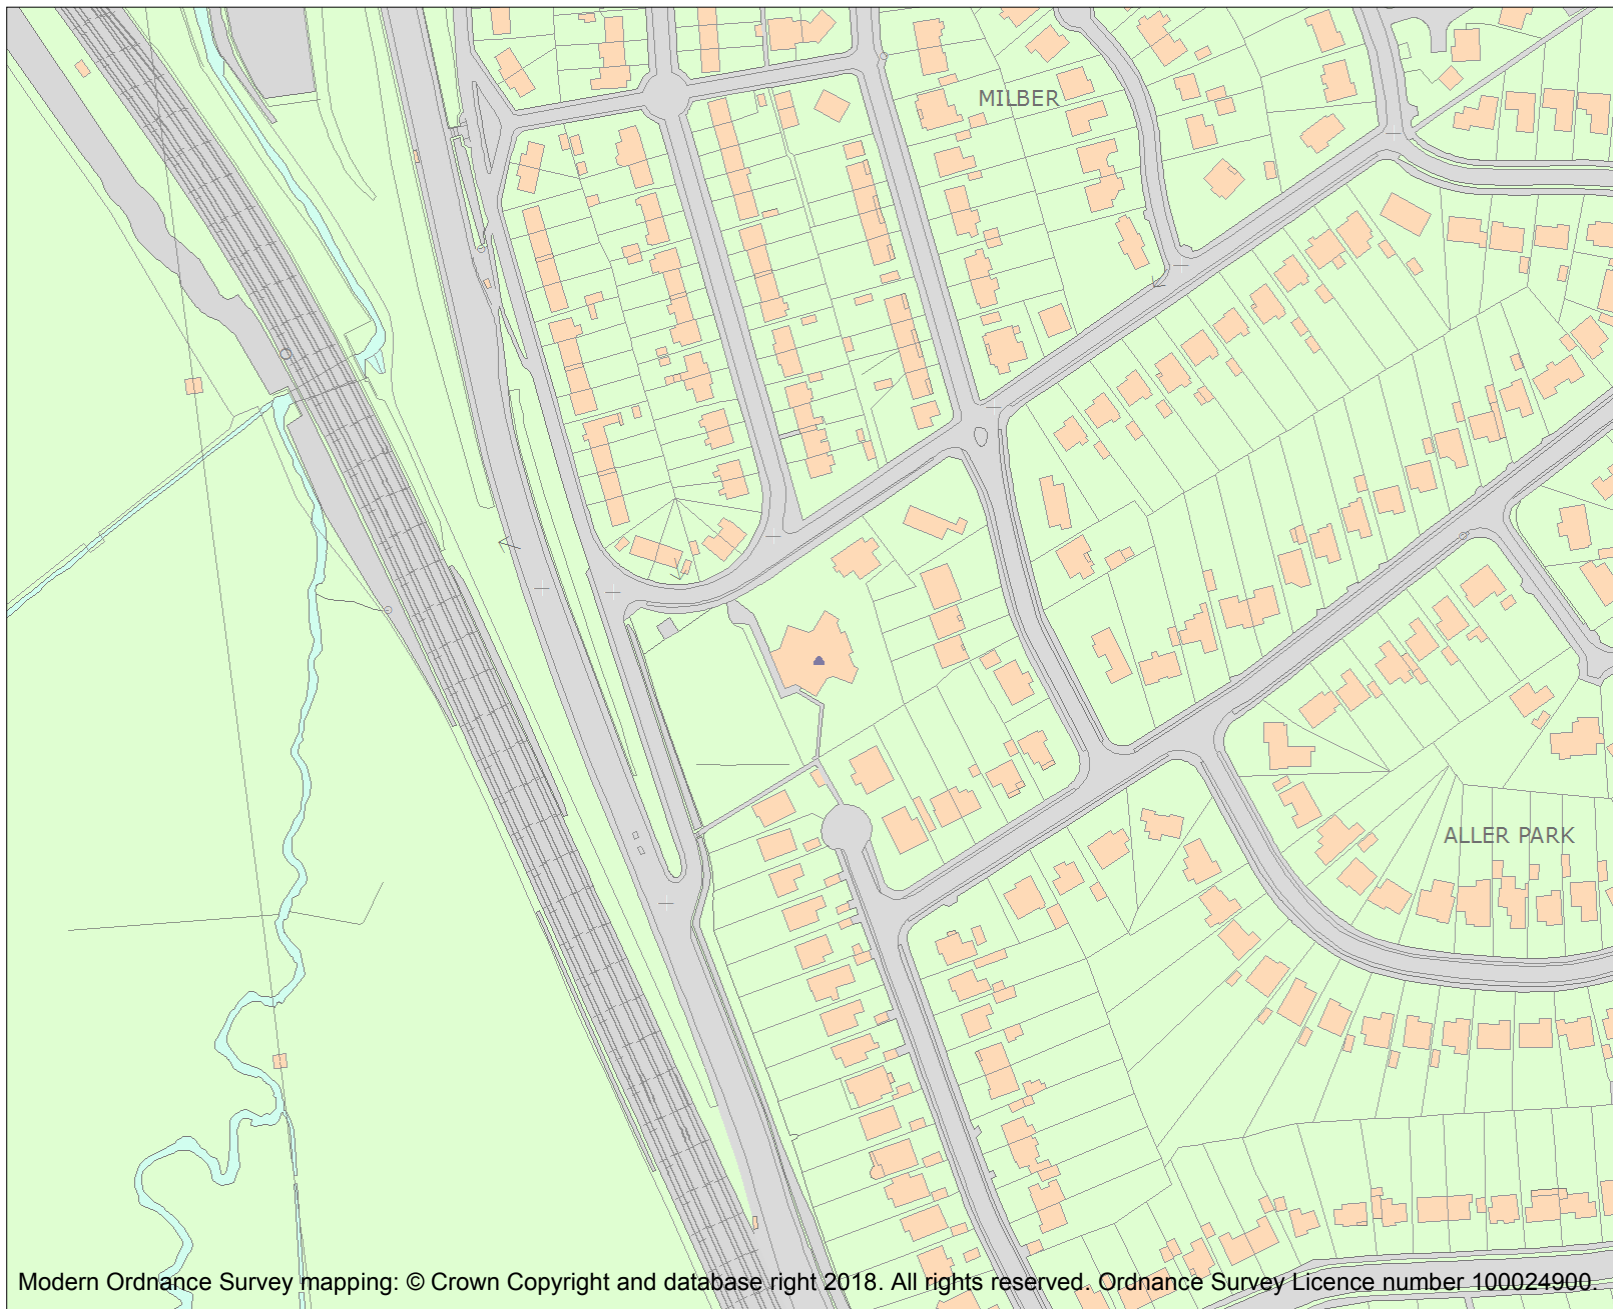 MILBER
ALLER PARK
Modern Ordnance Survey mapping: © Crown Copyright and database right 2018. All rights reserved. Ordnance Survey Licence number 100024900.